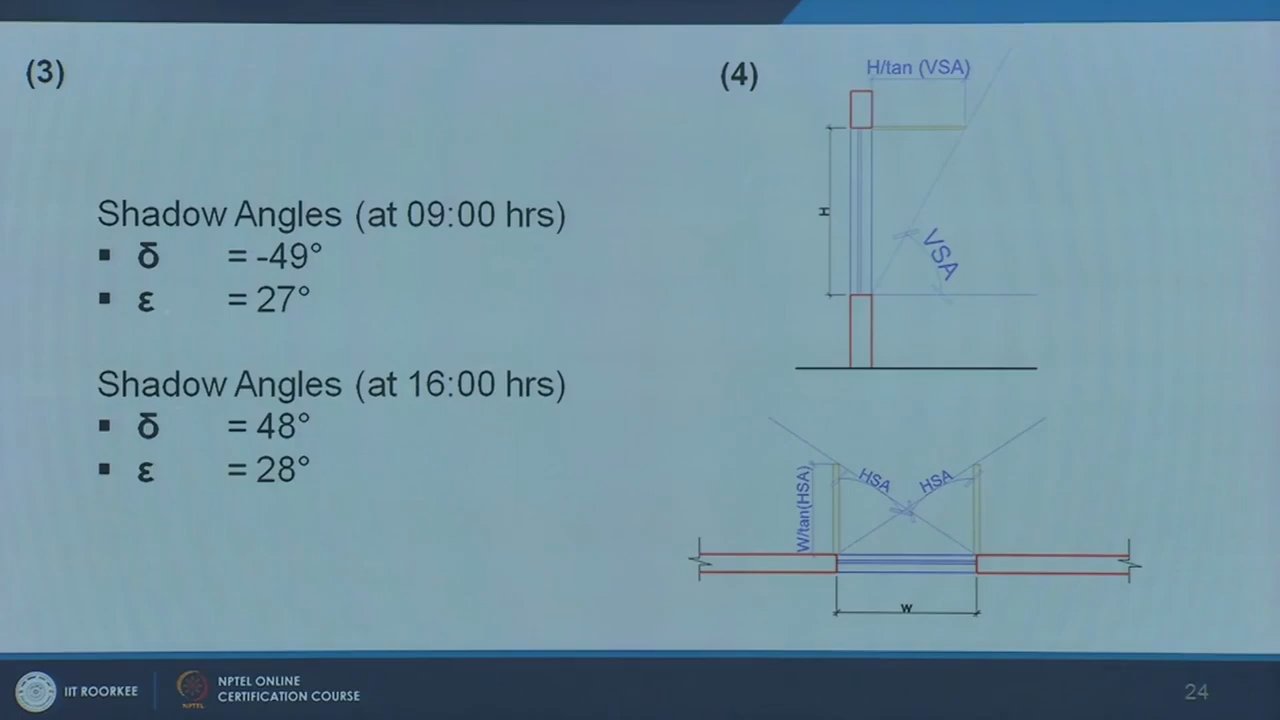 (3)
Shadow Angles (at 09:00 hrs)
▪ δ = -49°
▪ ε = 27°
Shadow Angles (at 16:00 hrs)
▪ δ = 48°
▪ ε = 28°
(4)
H/tan (VSA)
H
VSA
HSA
HSA
W/tan(HSA)
W
IIT ROORKEE
NPTEL
NPTEL ONLINE
CERTIFICATION COURSE
24